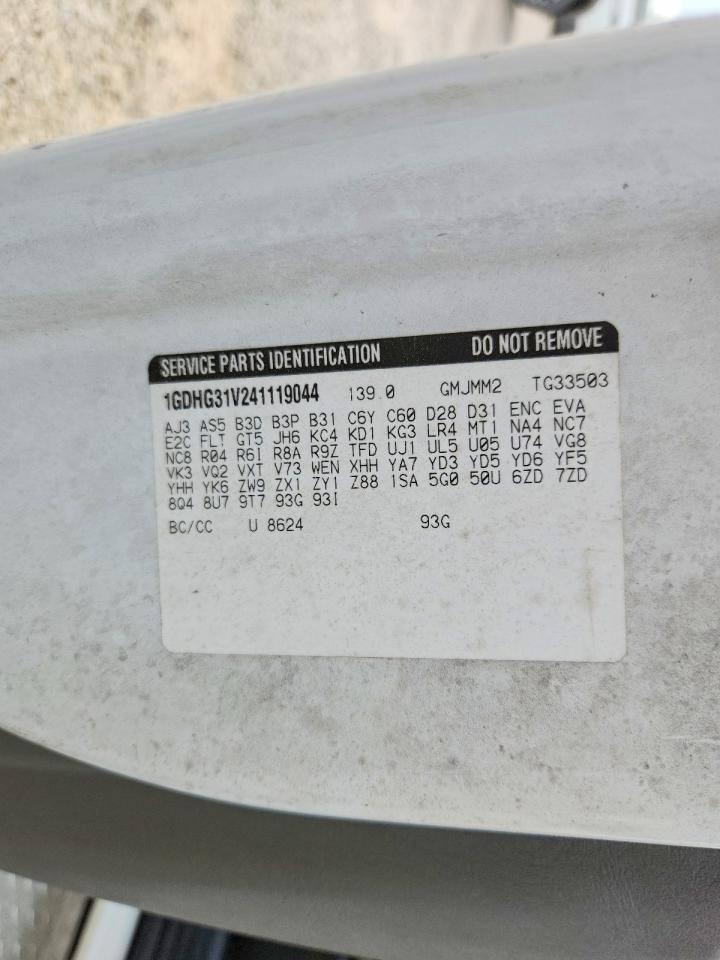 SERVICE PARTS IDENTIFICATION DO NOT REMOVE
1GDHG31V241119044 139.0 GMJMM2 TG33503
AJ3 AS5 B3D B3P B31 C6Y C60 D28 D31 ENC EVA
E2C FLT GT5 JH6 KC4 KD1 KG3 LR4 MT1 NA4 NC7
NC8 R04 R6I R8A R9Z TFD UJ1 UL5 U05 U74 VG8
VK3 VQ2 VXT V73 WEN XHH YA7 YD3 YD5 YD6 YF5
YHH YK6 ZW9 ZX1 ZY1 Z88 1SA 5G0 50U 6ZD 7ZD
8Q4 8U7 9T7 93G 93I
BC/CC U 8624 93G